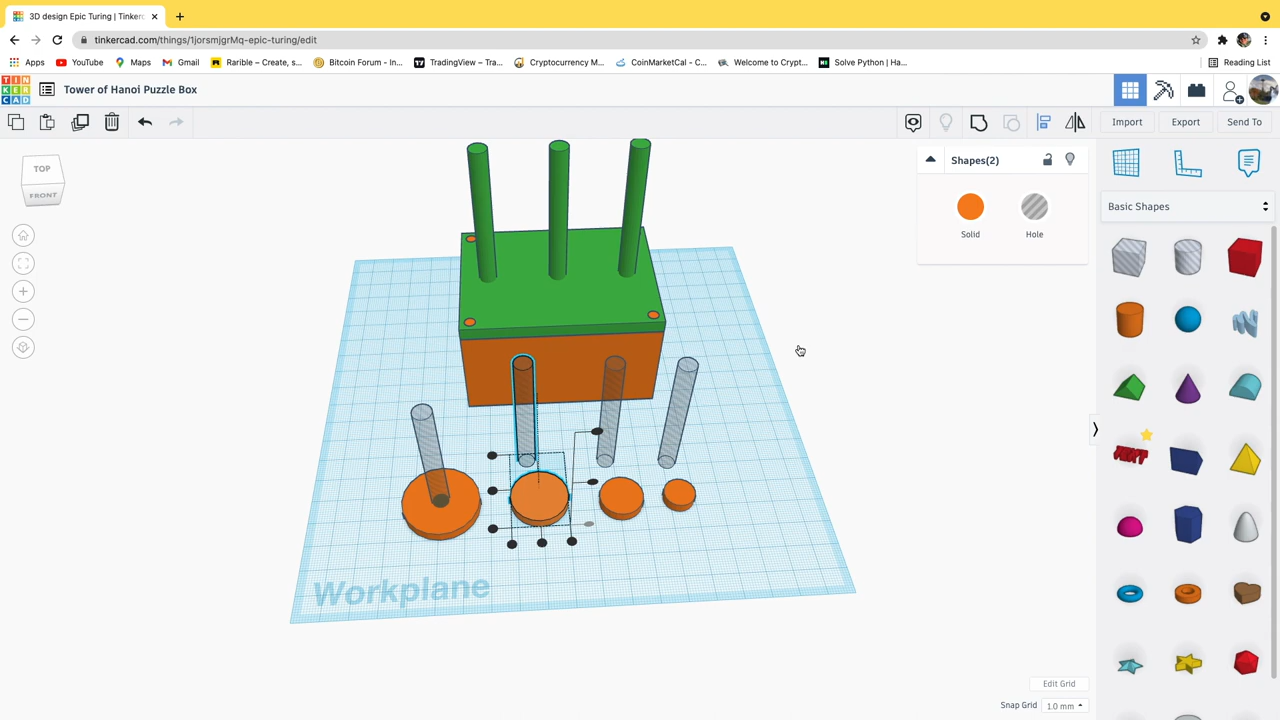 3D design Epic Turing | Tinkerc
tinkercad.com/things/1jorsmjgrMq-epic-turing/edit
Apps YouTube Maps Gmail Rarible – Create, s... Bitcoin Forum - In... TradingView – Tra... Cryptocurrency M... CoinMarketCal - C... Welcome to Crypt... Solve Python | Ha... Reading List
TIN
KER
CAD
Tower of Hanoi Puzzle Box
Import Export Send To
TOP
FRONT
Shapes(2)
Solid Hole
Basic Shapes
TEXT
Workplane
Edit Grid
Snap Grid 1.0 mm